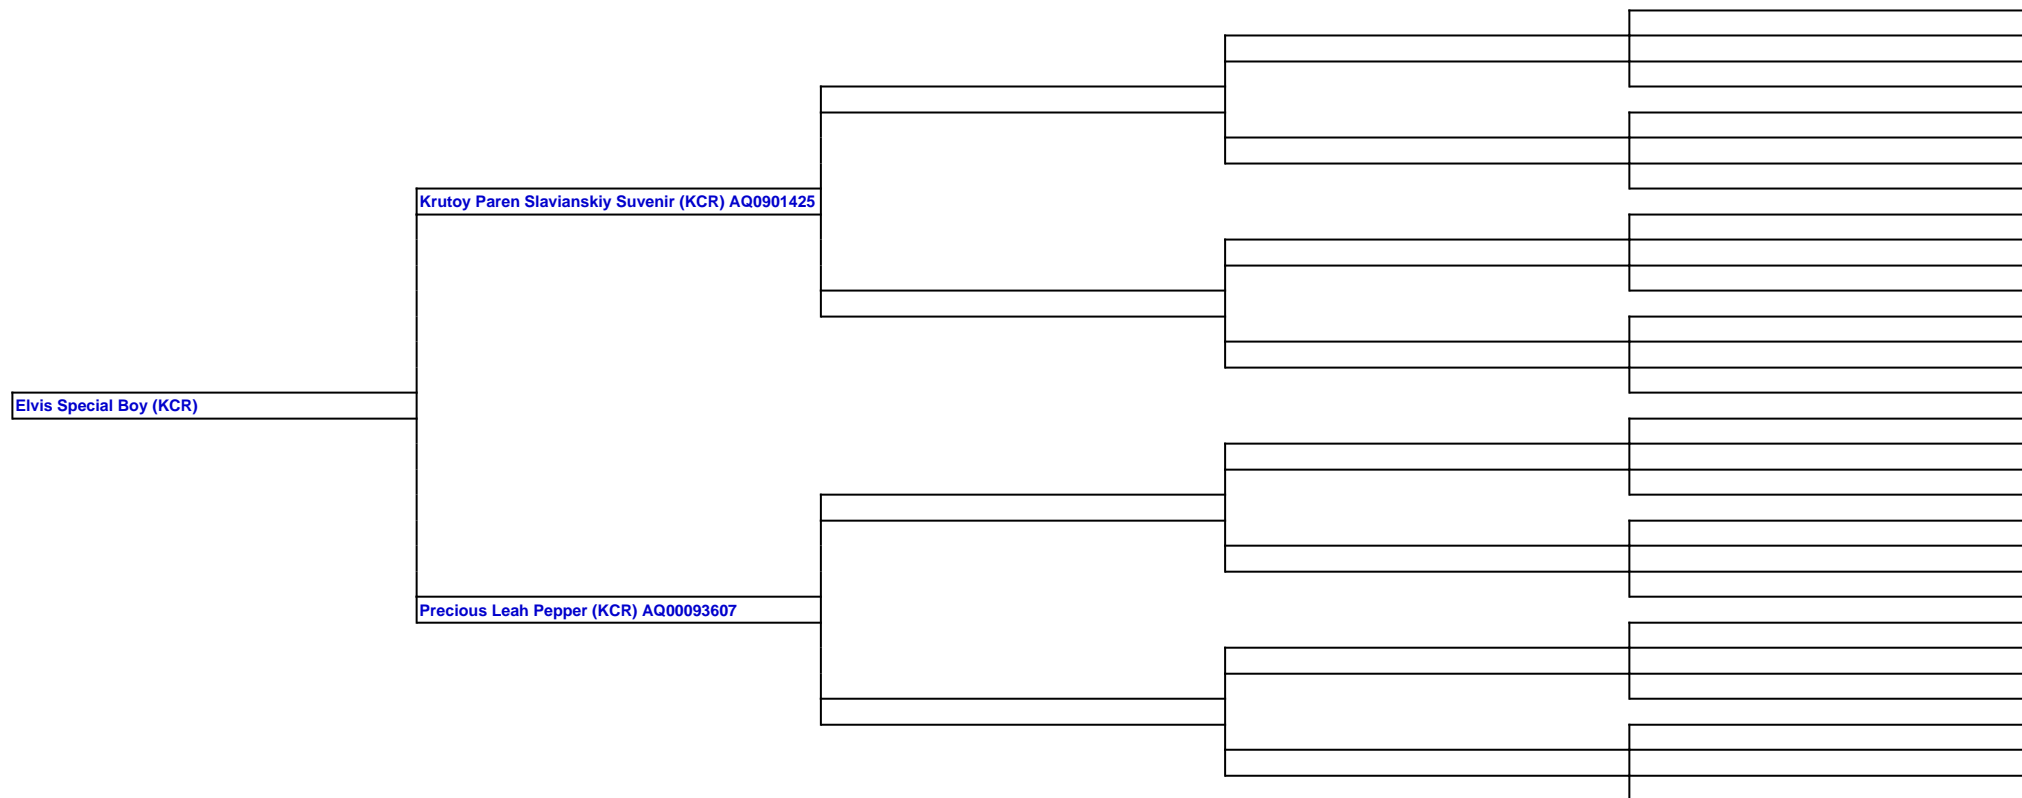 Krutoy Paren Slavianskiy Suvenir (KCR) AQ0901425
Elvis Special Boy (KCR)
Precious Leah Pepper (KCR) AQ00093607